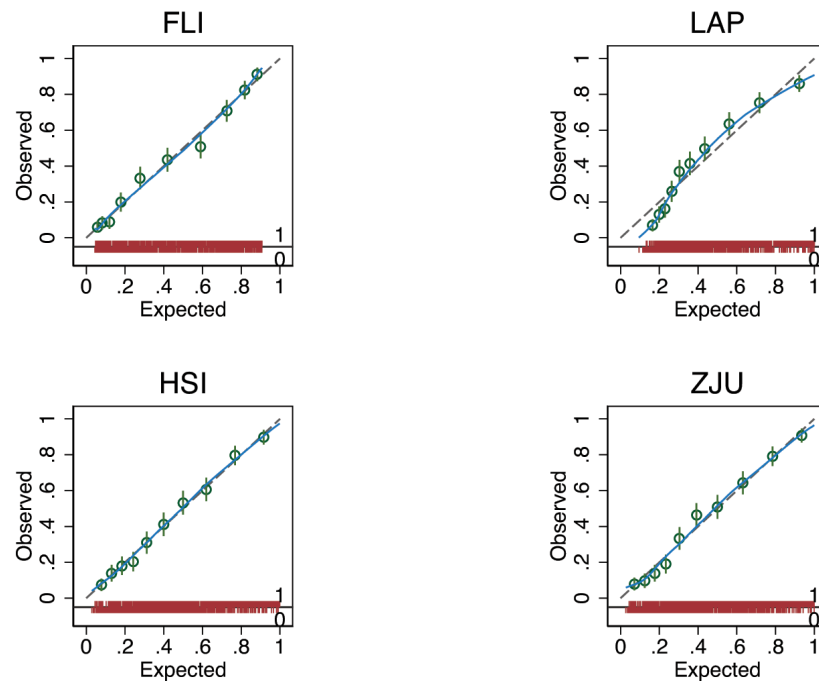 FLI
Observed
0 .2 .4 .6 .8 1
1
0
0 .2 .4 .6 .8 1
Expected
LAP
Observed
0 .2 .4 .6 .8 1
1
0
0 .2 .4 .6 .8 1
Expected
HSI
Observed
0 .2 .4 .6 .8 1
1
0
0 .2 .4 .6 .8 1
Expected
ZJU
Observed
0 .2 .4 .6 .8 1
1
0
0 .2 .4 .6 .8 1
Expected